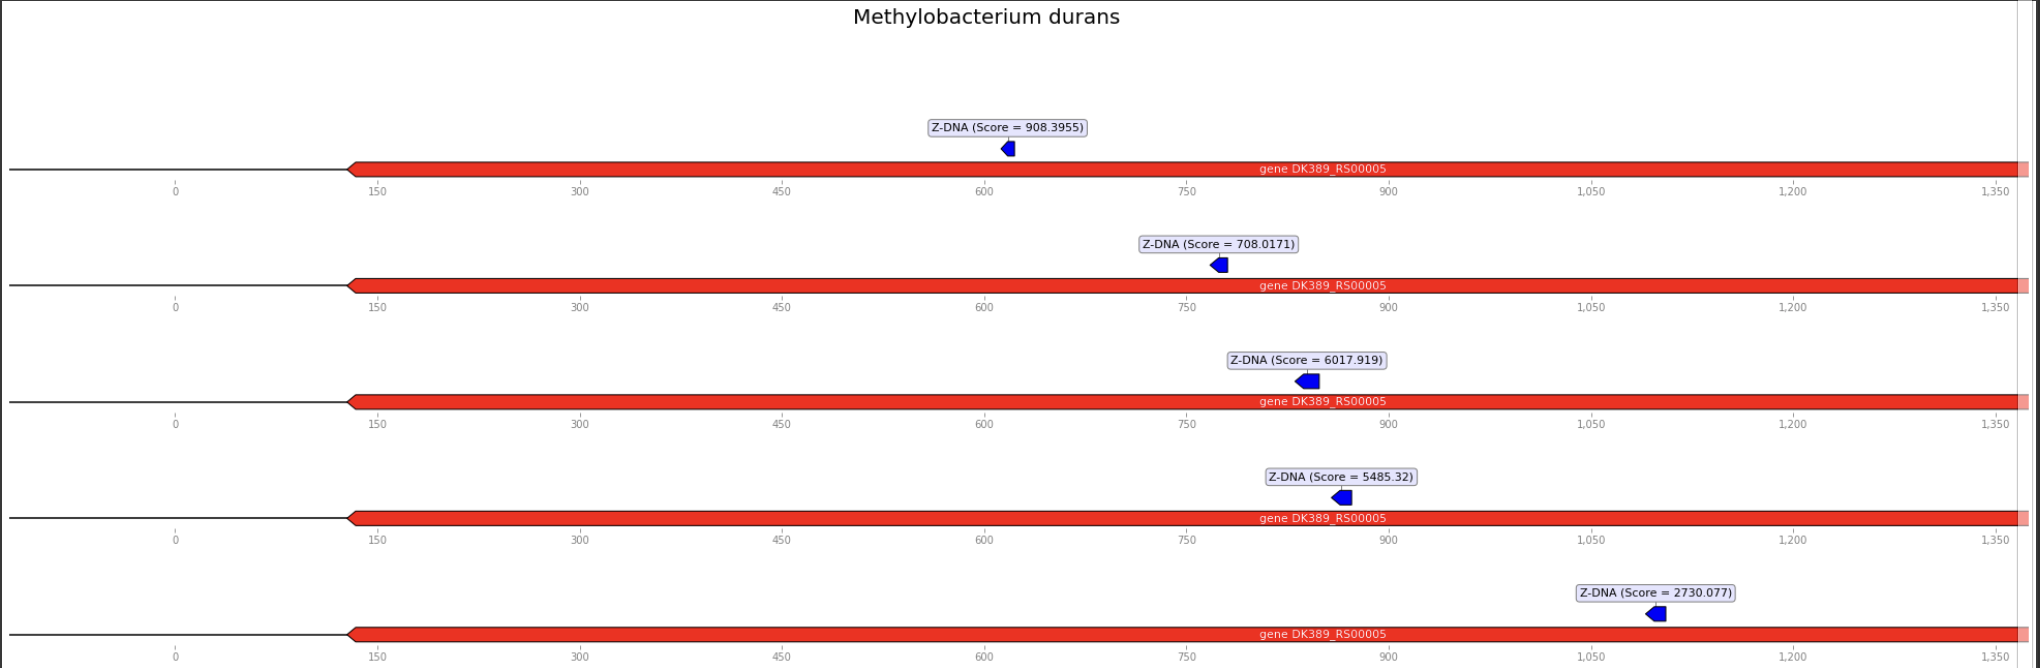 Methylobacterium durans
Z-DNA (Score = 908.3955)
gene DK389_RS00005
0 150 300 450 600 750 900 1,050 1,200 1,350
Z-DNA (Score = 708.0171)
gene DK389_RS00005
0 150 300 450 600 750 900 1,050 1,200 1,350
Z-DNA (Score = 6017.919)
gene DK389_RS00005
0 150 300 450 600 750 900 1,050 1,200 1,350
Z-DNA (Score = 5485.32)
gene DK389_RS00005
0 150 300 450 600 750 900 1,050 1,200 1,350
Z-DNA (Score = 2730.077)
gene DK389_RS00005
0 150 300 450 600 750 900 1,050 1,200 1,350